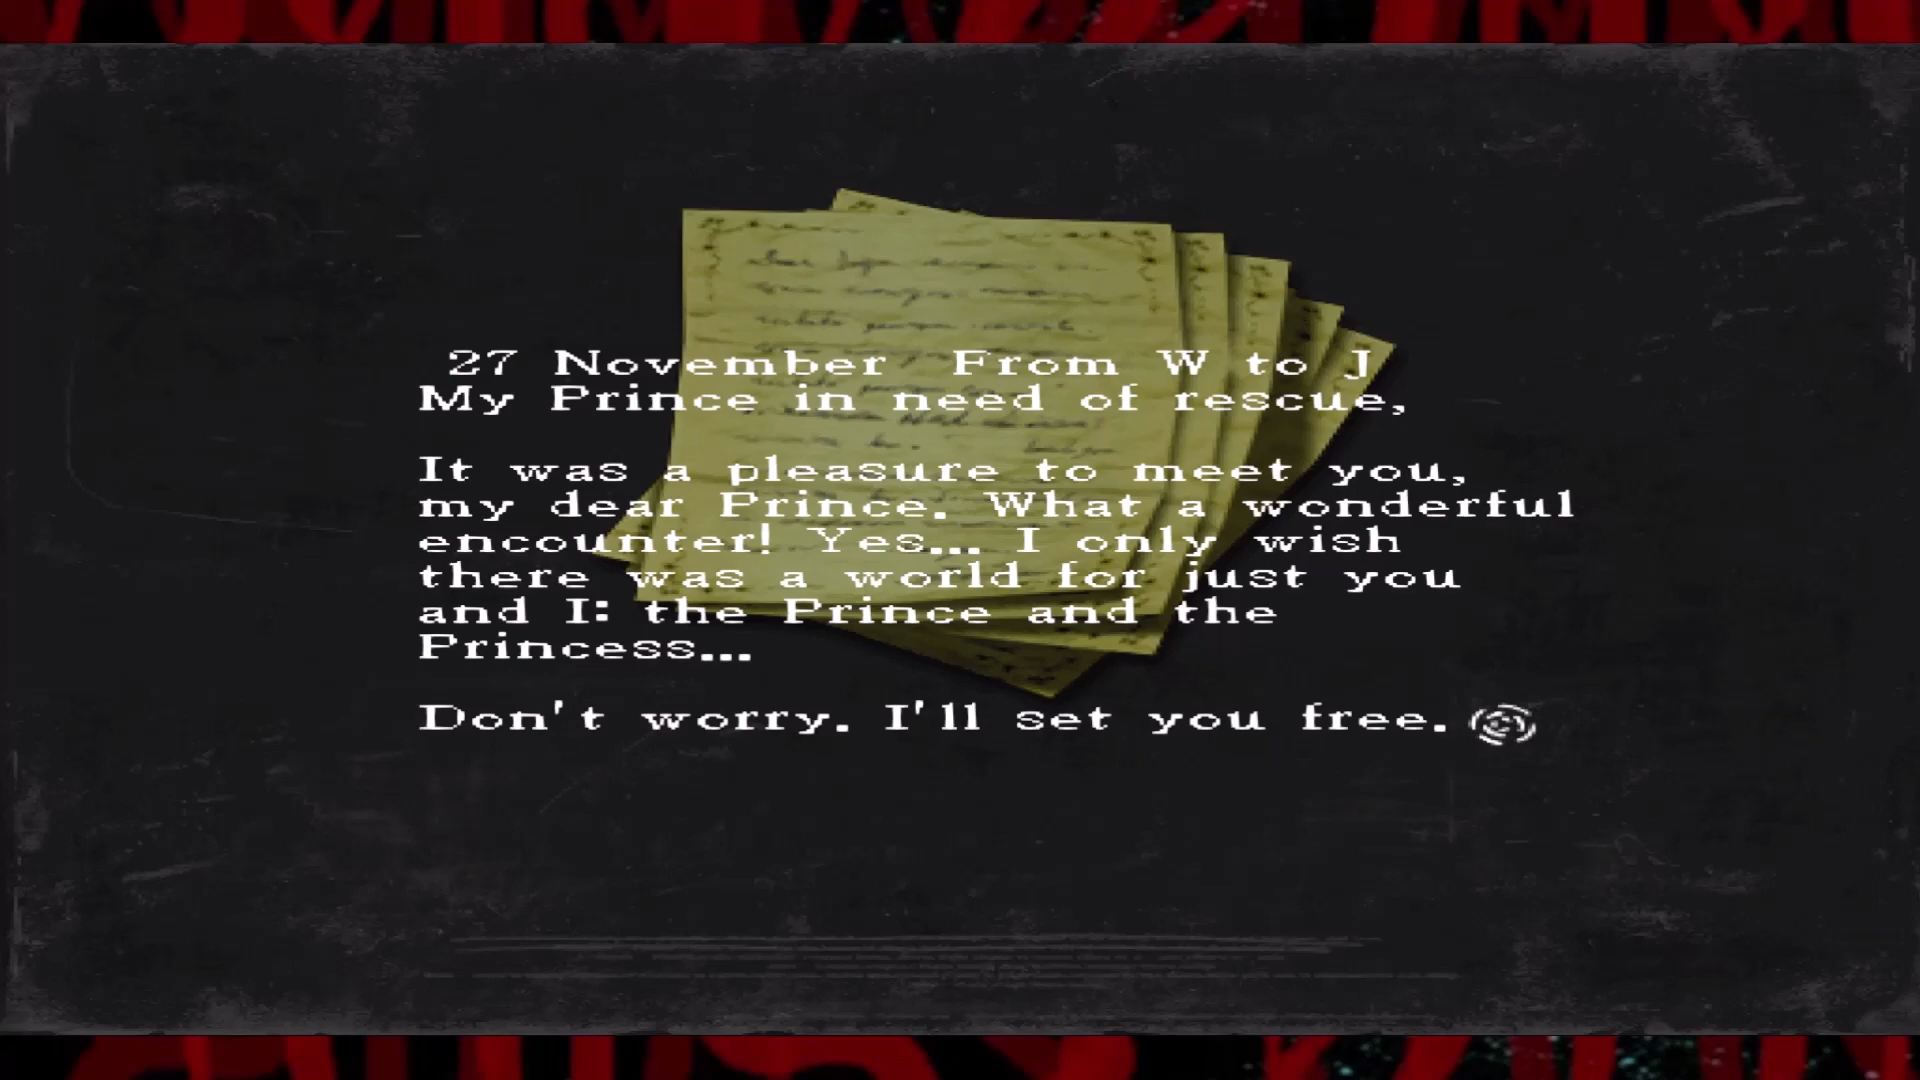 27 November From W to J
My Prince in need of rescue,
It was a pleasure to meet you,
my dear Prince. What a wonderful
encounter! Yes... I only wish
there was a world for just you
and I: the Prince and the
Princess...
Don't worry. I'll set you free.